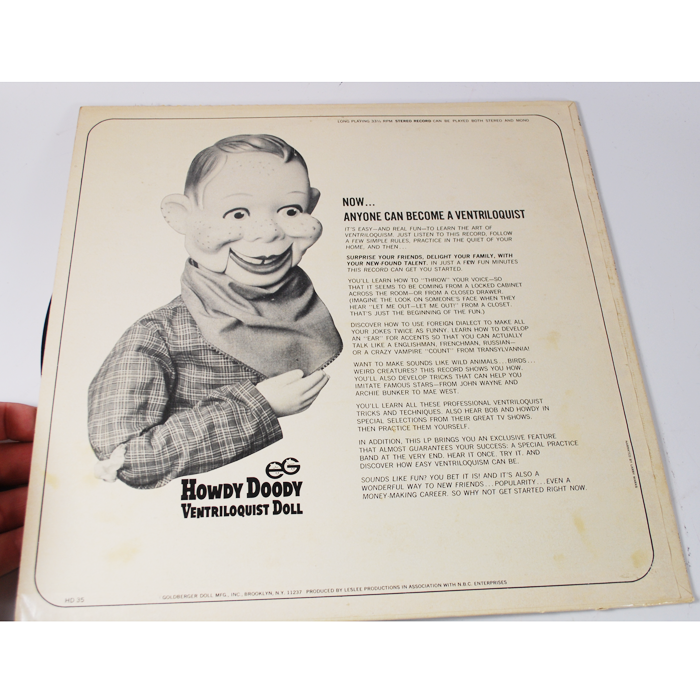 LONG PLAYING 33⅓ RPM STEREO RECORD CAN BE PLAYED BOTH STEREO AND MONO
NOW...
ANYONE CAN BECOME A VENTRILOQUIST
IT'S EASY—AND REAL FUN—TO LEARN THE ART OF
VENTRILOQUISM. JUST LISTEN TO THIS RECORD, FOLLOW
A FEW SIMPLE RULES, PRACTICE IN THE QUIET OF YOUR
HOME, AND THEN...
SURPRISE YOUR FRIENDS, DELIGHT YOUR FAMILY, WITH
YOUR NEW-FOUND TALENT, IN JUST A FEW FUN MINUTES
THIS RECORD CAN GET YOU STARTED.
YOU'LL LEARN HOW TO "THROW" YOUR VOICE—SO
THAT IT SEEMS TO BE COMING FROM A LOCKED CABINET
ACROSS THE ROOM—OR FROM A CLOSED DRAWER.
(IMAGINE THE LOOK ON SOMEONE'S FACE WHEN THEY
HEAR "LET ME OUT—LET ME OUT!" FROM A CLOSET.
THAT'S JUST THE BEGINNING OF THE FUN.)
DISCOVER HOW TO USE FOREIGN DIALECT TO MAKE ALL
YOUR JOKES TWICE AS FUNNY. LEARN HOW TO DEVELOP
AN "EAR" FOR ACCENTS SO THAT YOU CAN ACTUALLY
TALK LIKE A ENGLISHMAN, FRENCHMAN, RUSSIAN—
OR A CRAZY VAMPIRE "COUNT" FROM TRANSYLVANIA!
WANT TO MAKE SOUNDS LIKE WILD ANIMALS...BIRDS...
WEIRD CREATURES? THIS RECORD SHOWS YOU HOW.
YOU'LL ALSO DEVELOP TRICKS THAT CAN HELP YOU
IMITATE FAMOUS STARS—FROM JOHN WAYNE AND
ARCHIE BUNKER TO MAE WEST.
YOU'LL LEARN ALL THESE PROFESSIONAL VENTRILOQUIST
TRICKS AND TECHNIQUES. ALSO HEAR BOB AND HOWDY IN
SPECIAL SELECTIONS FROM THEIR GREAT TV SHOWS.
THEN PRACTICE THEM YOURSELF.
IN ADDITION, THIS LP BRINGS YOU AN EXCLUSIVE FEATURE
THAT ALMOST GUARANTEES YOUR SUCCESS: A SPECIAL PRACTICE
BAND AT THE VERY END. HEAR IT ONCE. TRY IT, AND
DISCOVER HOW EASY VENTRILOQUISM CAN BE.
SOUNDS LIKE FUN? YOU BET IT IS! AND IT'S ALSO A
WONDERFUL WAY TO NEW FRIENDS...POPULARITY...EVEN A
MONEY-MAKING CAREER. SO WHY NOT GET STARTED RIGHT NOW.
EG
HOWDY DOODY
VENTRILOQUIST DOLL
HD 35
GOLDBERGER DOLL MFG., INC. BROOKLYN, N.Y. 11237 PRODUCED BY LESLEE PRODUCTIONS IN ASSOCIATION WITH N.B.C. ENTERPRISES